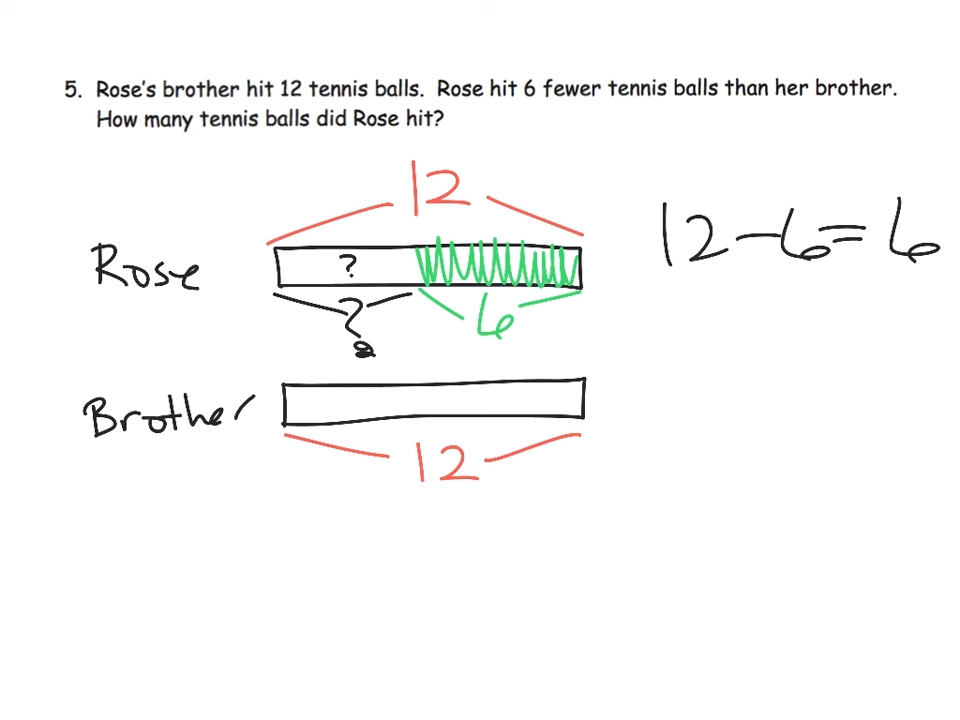 5. Rose's brother hit 12 tennis balls. Rose hit 6 fewer tennis balls than her brother.
How many tennis balls did Rose hit?
12
12-6=6
Rose
?
? 6
Brother
12